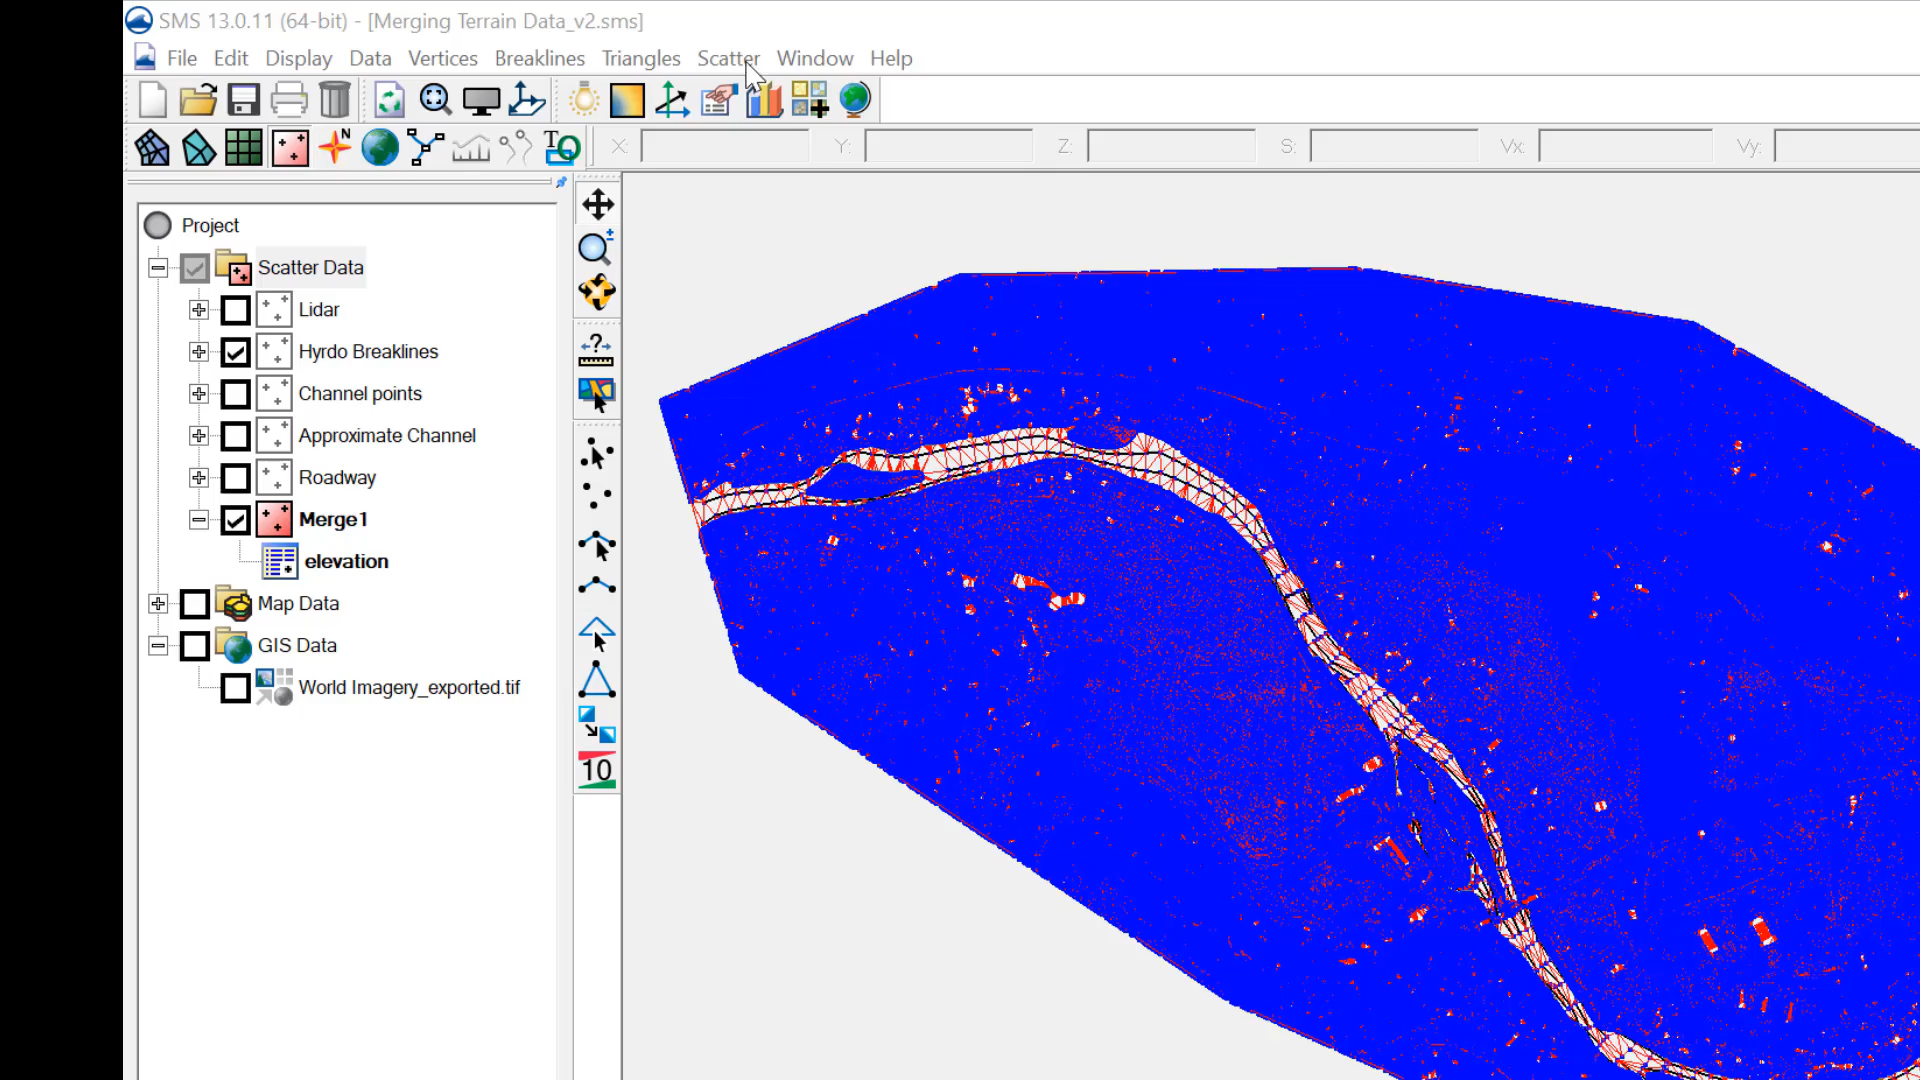 SMS 13.0.11 (64-bit) - [Merging Terrain Data_v2.sms]
File Edit Display Data Vertices Breaklines Triangles Scatter Window Help
N
T
X: Y: Z: S: Vx: Vy:
Project
Scatter Data
Lidar
Hyrdo Breaklines
Channel points
Approximate Channel
Roadway
Merge1
elevation
Map Data
GIS Data
World Imagery_exported.tif
?
10